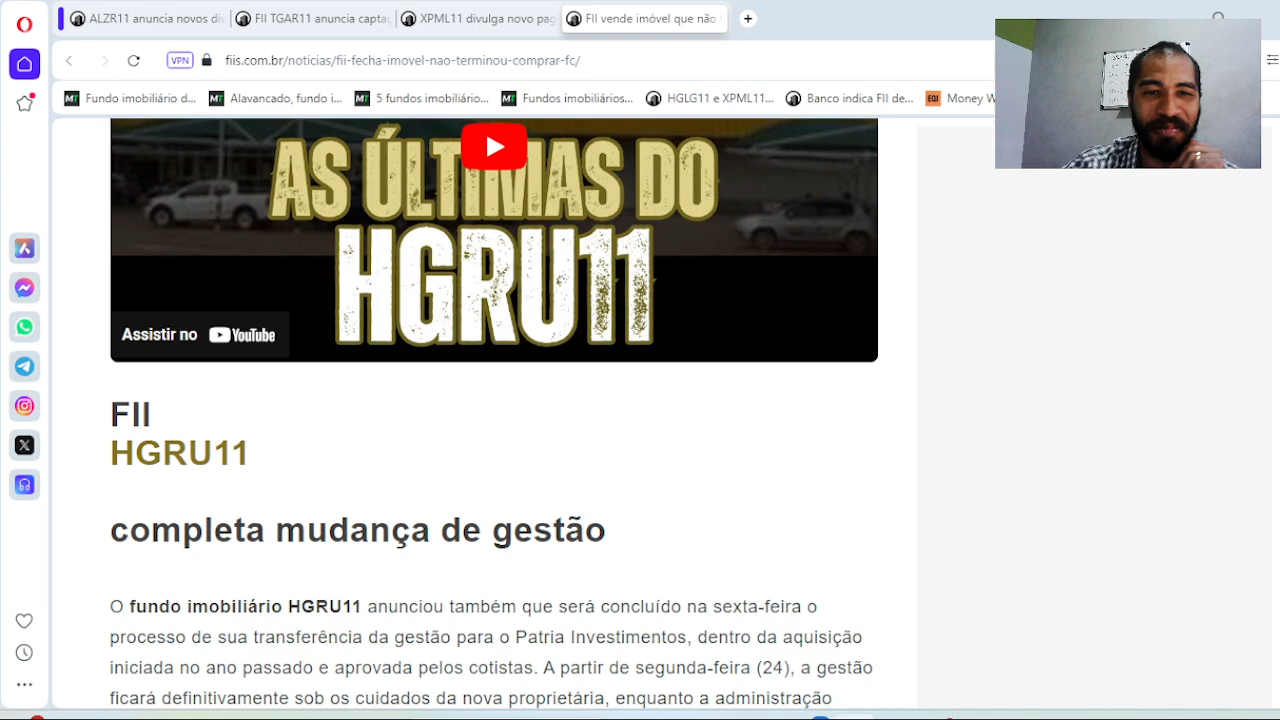 ALZR11 anuncia novos di
FII TGAR11 anuncia capta
XPML11 divulga novo pag
FII vende imóvel que não
VPN
fiis.com.br/noticias/fii-fecha-imovel-nao-terminou-comprar-fc/
Fundo imobiliário d...
Alavancado, fundo i...
5 fundos imobiliário...
Fundos imobiliários...
HGLG11 e XPML11...
Banco indica FII de...
Money W
AS ÚLTIMAS DO
HGRU11
Assistir no YouTube
FII
HGRU11
completa mudança de gestão
O fundo imobiliário HGRU11 anunciou também que será concluído na sexta-feira o
processo de sua transferência da gestão para o Patria Investimentos, dentro da aquisição
iniciada no ano passado e aprovada pelos cotistas. A partir de segunda-feira (24), a gestão
ficará definitivamente sob os cuidados da nova proprietária, enquanto a administração